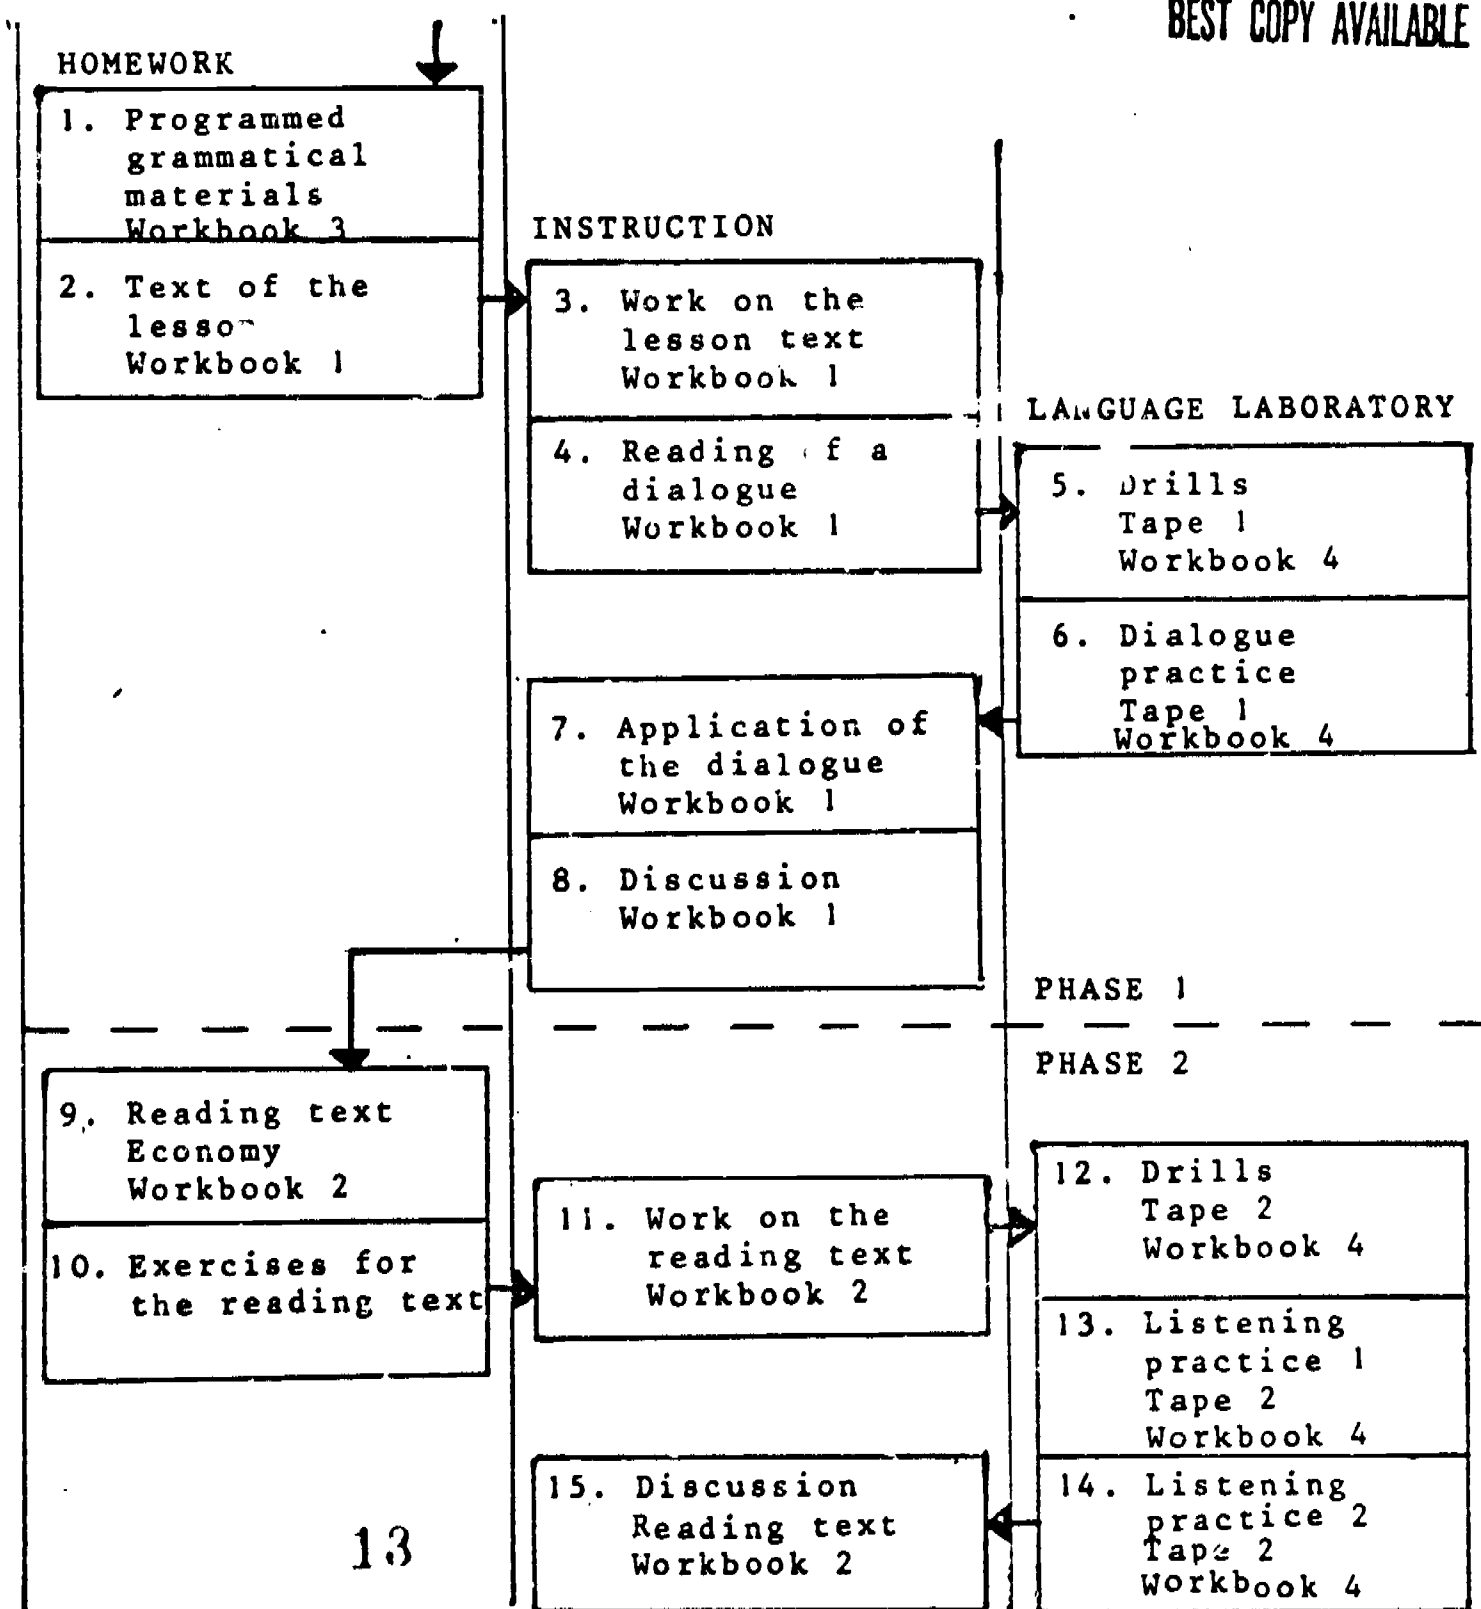 BEST COPY AVAILABLE
HOMEWORK
1. Programmed
grammatical
materials
Workbook 3
2. Text of the
lesson
Workbook 1
INSTRUCTION
3. Work on the
lesson text
Workbook 1
4. Reading of a
dialogue
Workbook 1
LANGUAGE LABORATORY
5. Drills
Tape 1
Workbook 4
6. Dialogue
practice
Tape 1
Workbook 4
7. Application of
the dialogue
Workbook 1
8. Discussion
Workbook 1
PHASE 1
PHASE 2
9. Reading text
Economy
Workbook 2
10. Exercises for
the reading text
11. Work on the
reading text
Workbook 2
12. Drills
Tape 2
Workbook 4
13. Listening
practice 1
Tape 2
Workbook 4
14. Listening
practice 2
Tape 2
Workbook 4
15. Discussion
Reading text
Workbook 2
13